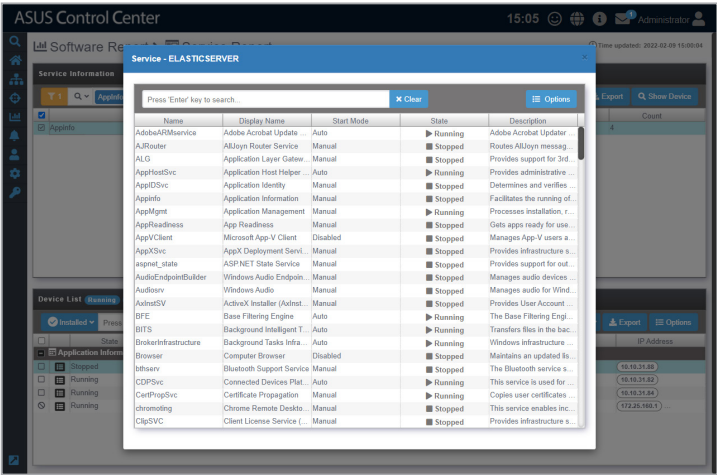 ASUS Control Center
15:05
1
Administrator
Software Report
Service Report
Time updated: 2022-02-09 15:00:04
Service - ELASTICSERVER
×
Service Information
1
Appinfo
Export
Show Device
Count
Appinfo
4
Press 'Enter' key to search...
Clear
Options
Name Display Name Start Mode State Description
AdobeARMservice Adobe Acrobat Update ... Auto Running Adobe Acrobat Updater ...
AJRouter AllJoyn Router Service Manual Stopped Routes AllJoyn messag...
ALG Application Layer Gatew... Manual Stopped Provides support for 3rd...
AppHostSvc Application Host Helper ... Auto Running Provides administrative ...
AppIDSvc Application Identity Manual Stopped Determines and verifies ...
Appinfo Application Information Manual Stopped Facilitates the running of...
AppMgmt Application Management Manual Running Processes installation, r...
AppReadiness App Readiness Manual Stopped Gets apps ready for use...
AppVClient Microsoft App-V Client Disabled Stopped Manages App-V users a...
AppXSvc AppX Deployment Servi... Manual Stopped Provides infrastructure s...
aspnet_state ASP.NET State Service Manual Stopped Provides support for out...
AudioEndpointBuilder Windows Audio Endpoin... Manual Stopped Manages audio devices ...
Audiosrv Windows Audio Manual Stopped Manages audio for Wind...
AxInstSV ActiveX Installer (AxInst... Manual Stopped Provides User Account ...
BFE Base Filtering Engine Auto Running The Base Filtering Engi...
BITS Background Intelligent T... Auto Running Transfers files in the bac...
BrokerInfrastructure Background Tasks Infra... Auto Running Windows infrastructure ...
Browser Computer Browser Disabled Stopped Maintains an updated lis...
bthserv Bluetooth Support Service Manual Stopped The Bluetooth service s...
CDPSvc Connected Devices Plat... Auto Running This service is used for ...
CertPropSvc Certificate Propagation Manual Running Copies user certificates ...
chromoting Chrome Remote Deskto... Manual Stopped This service enables inc...
ClipSVC Client License Service (... Manual Stopped Provides infrastructure s...
Device List Running
Installed
Press
Export
Options
State
IP Address
Application Inform
Stopped 10.10.31.80
Running 10.10.31.82
Running 10.10.31.84
Running 172.25.160.1 ...